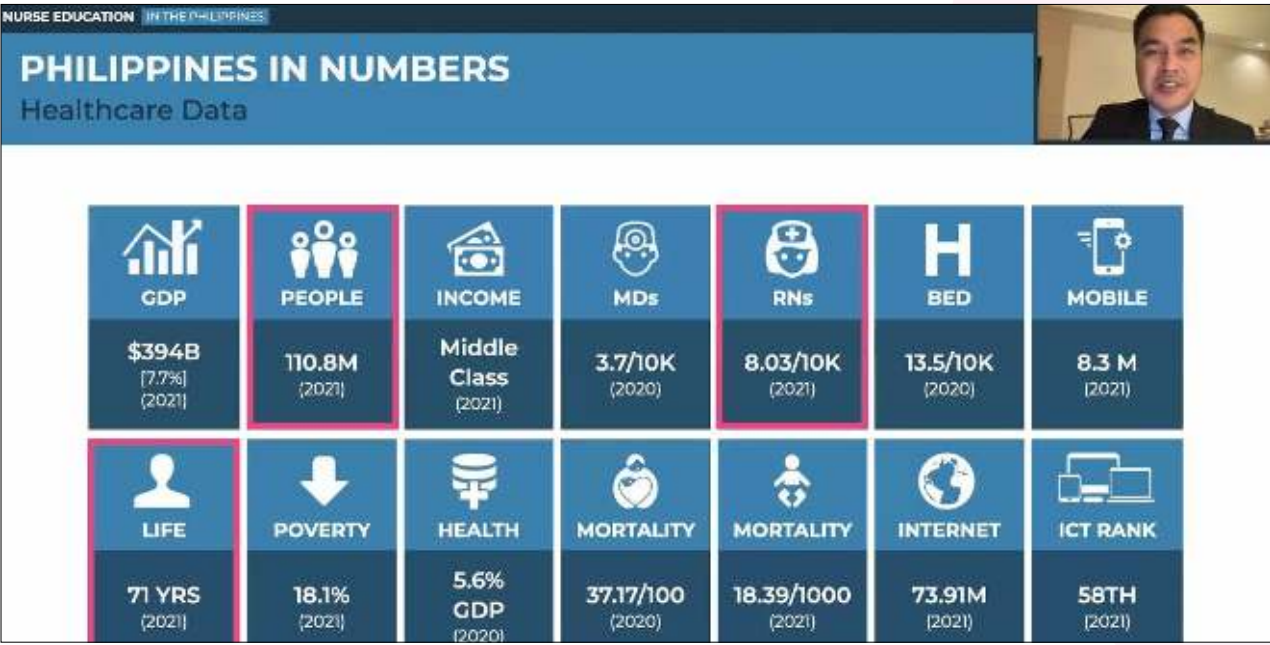 NURSE EDUCATION IN THE PHILIPPINES
PHILIPPINES IN NUMBERS
Healthcare Data
GDP
$394B
[7.7%]
(2021)
PEOPLE
110.8M
(2021)
INCOME
Middle
Class
(2021)
MDs
3.7/10K
(2020)
RNs
8.03/10K
(2021)
H
BED
13.5/10K
(2020)
MOBILE
8.3 M
(2021)
LIFE
71 YRS
(2021)
POVERTY
18.1%
(2021)
HEALTH
5.6%
GDP
(2020)
MORTALITY
37.17/100
(2020)
MORTALITY
18.39/1000
(2021)
INTERNET
73.91M
(2021)
ICT RANK
58TH
(2021)